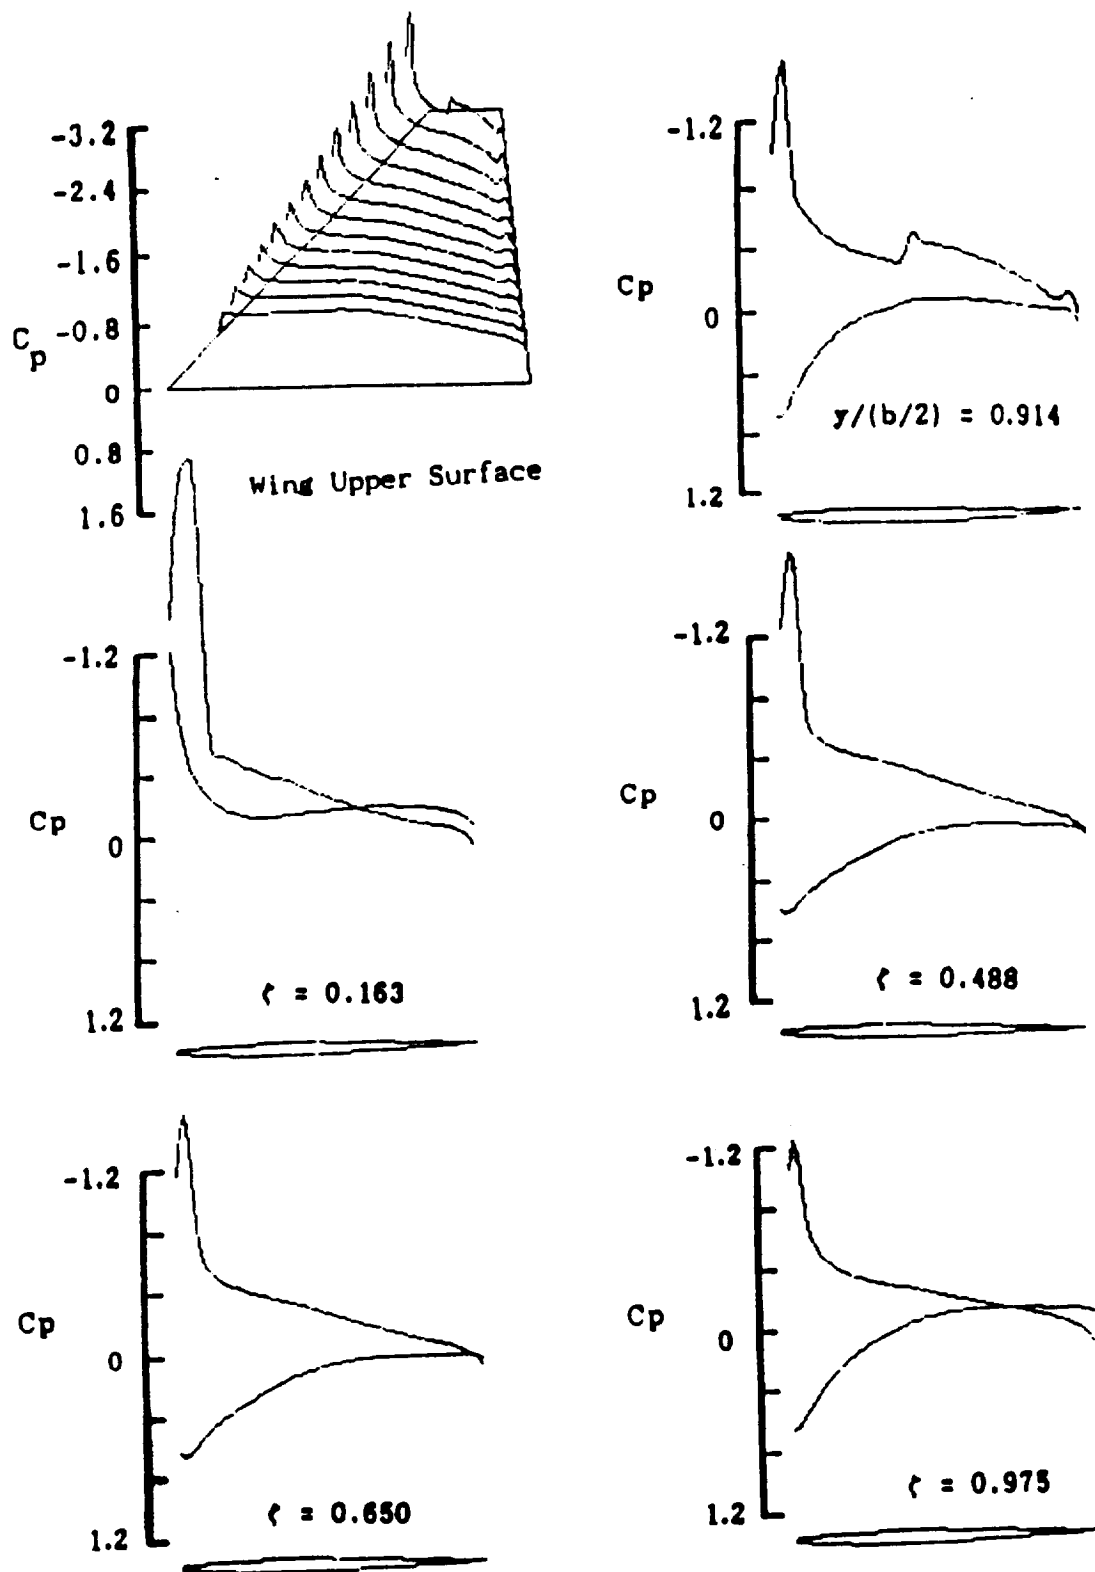 -3.2
-2.4
-1.6
-0.8
Cp
0
0.8
1.6
Wing Upper Surface
-1.2
Cp
0
1.2
y/(b/2) = 0.914
-1.2
Cp
0
1.2
ζ = 0.163
-1.2
Cp
0
1.2
ζ = 0.488
-1.2
Cp
0
1.2
ζ = 0.650
-1.2
Cp
0
1.2
ζ = 0.975